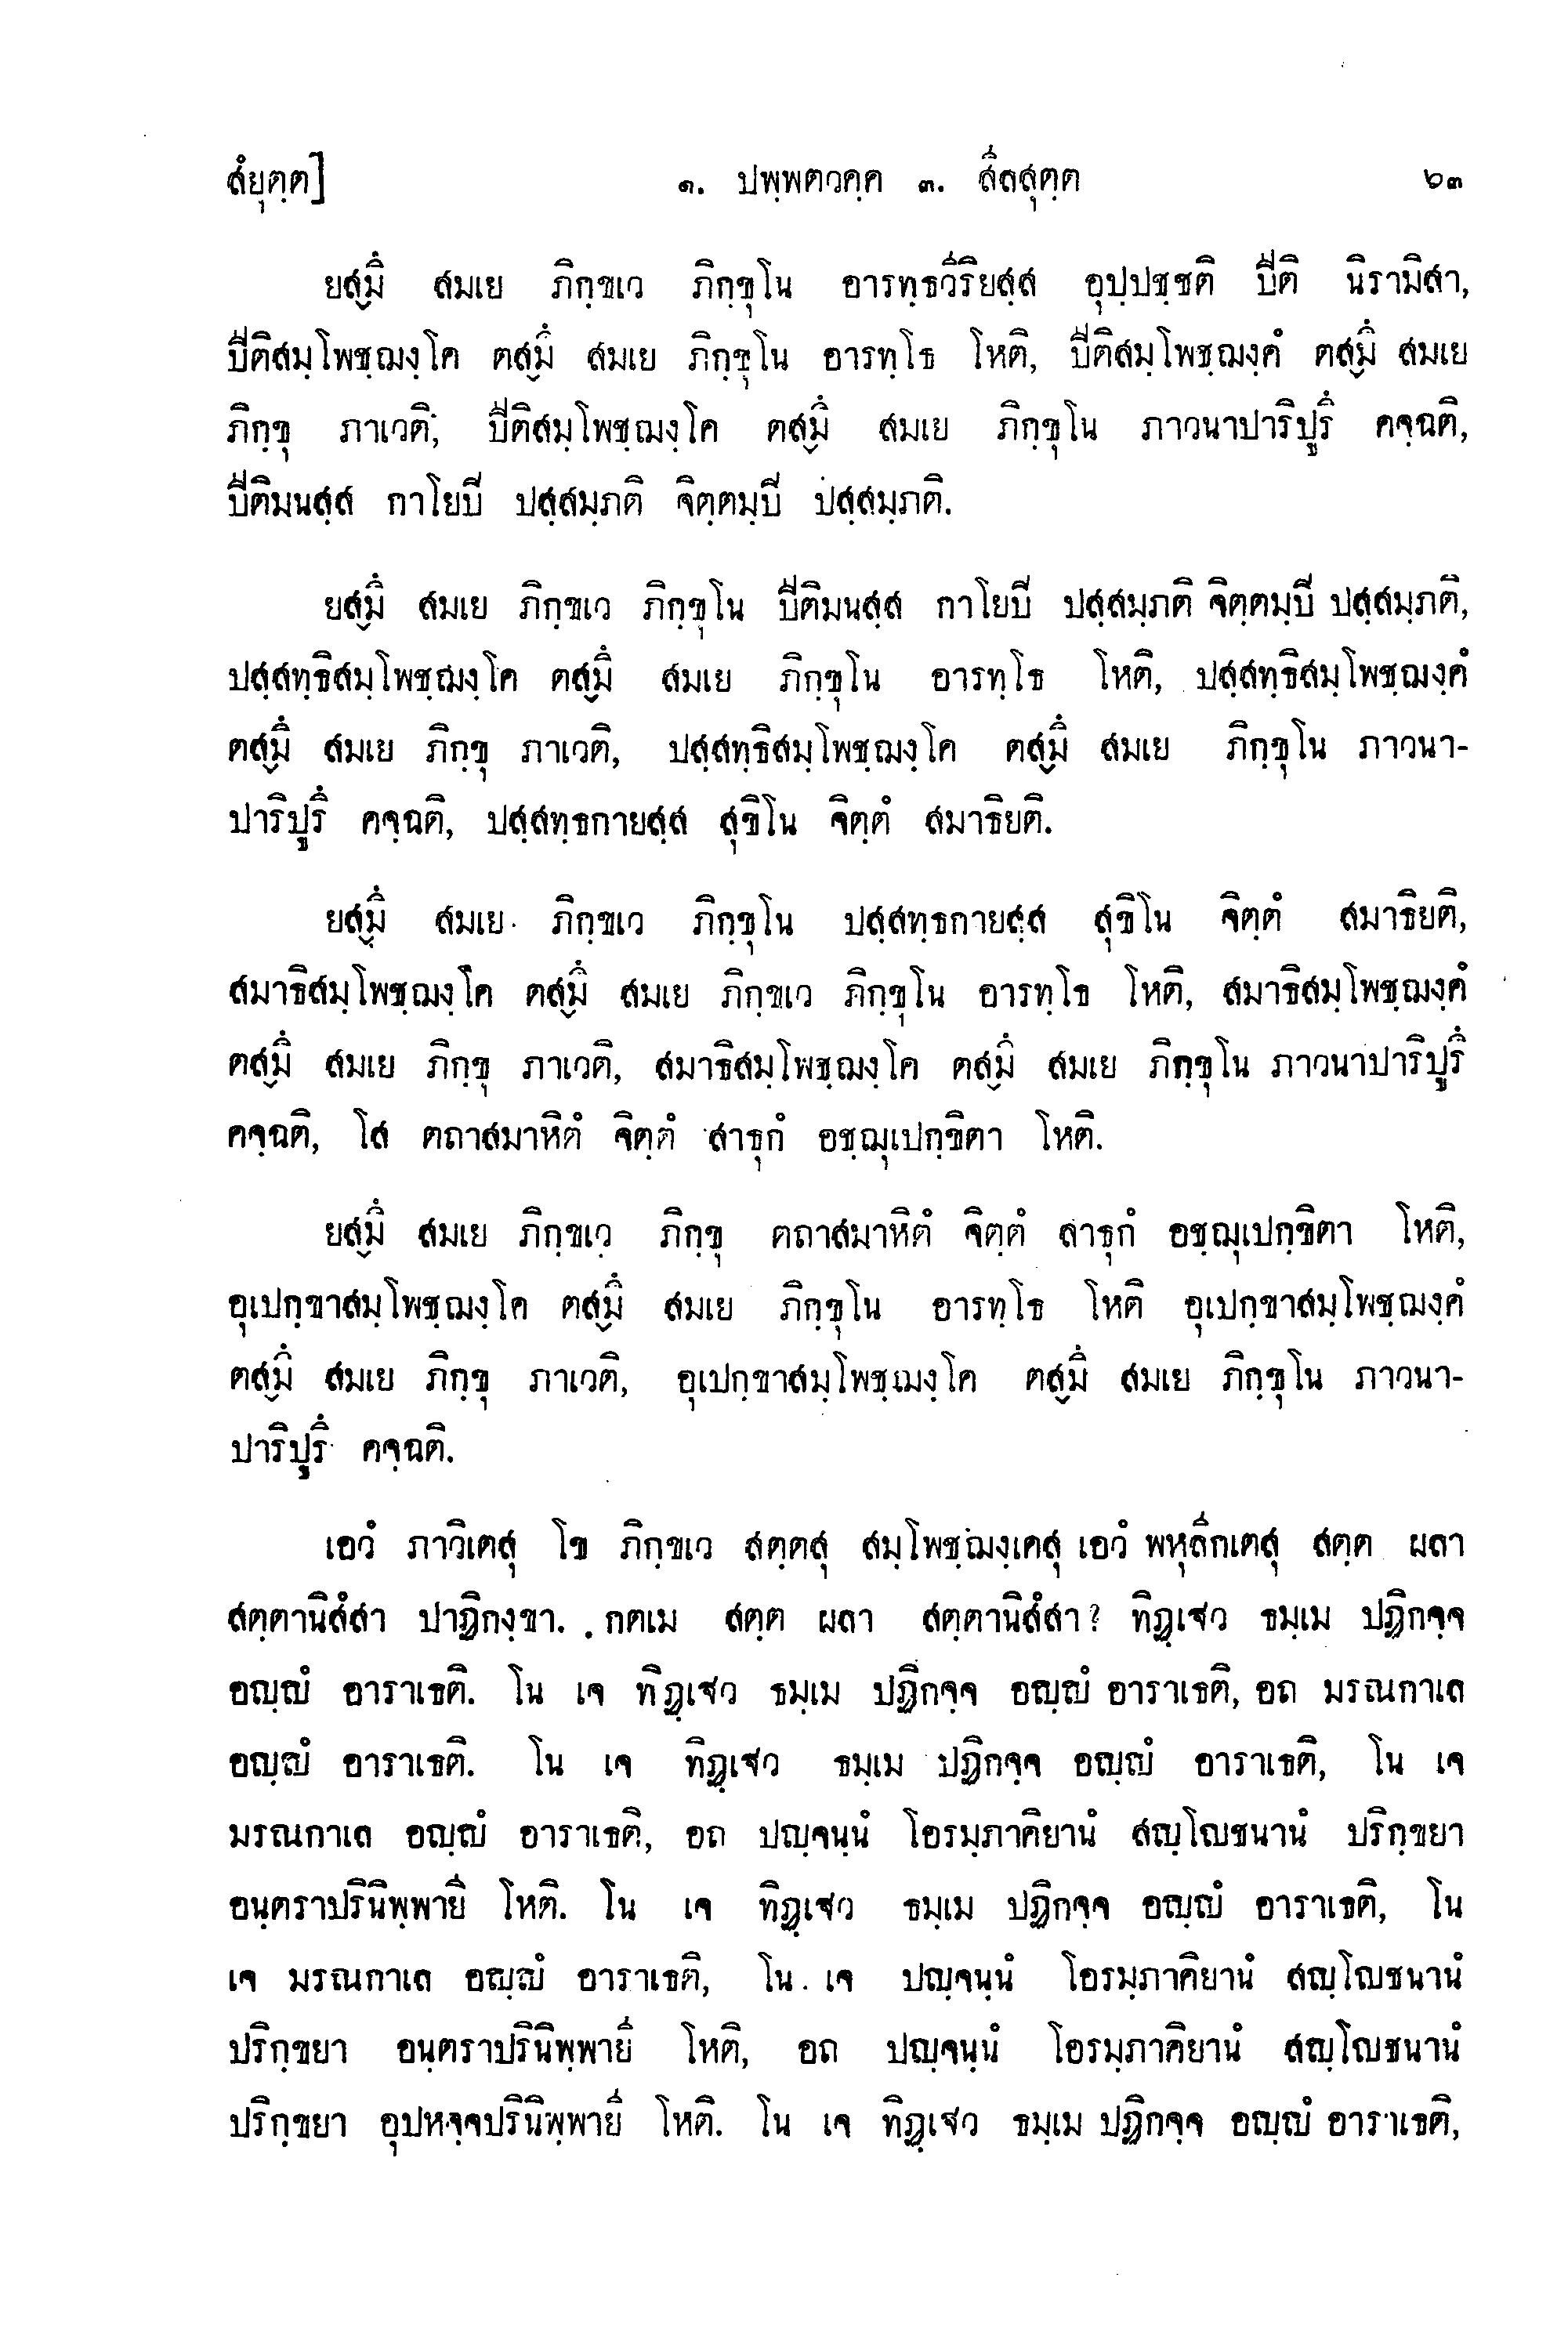 สํยุตฺต]	๑. ปพฺพตวคฺค ๓. สีลสุตฺต	๖๓
ยสฺมึ สมเย ภิกฺขเว ภิกฺขุโน อารทฺธวีริยสฺส อุปฺปชฺชติ ปีติ นิรามิสา,
ปีติสมฺโพชฺฌงฺโค ตสฺมึ สมเย ภิกฺขุโน อารทฺโธ โหติ, ปีติสมฺโพชฺฌงฺคํ ตสฺมึ สมเย
ภิกฺขุ ภาเวติ, ปีติสมฺโพชฺฌงฺโค ตสฺมึ สมเย ภิกฺขุโน ภาวนาปาริปูรึ คจฺฉติ,
ปีติมนสฺส กาโยปี ปสฺสมฺภติ จิตฺตมฺปี ปสฺสมฺภติ.
ยสฺมึ สมเย ภิกฺขเว ภิกฺขุโน ปีติมนสฺส กาโยปี ปสฺสมฺภติ จิตฺตมฺปี ปสฺสมฺภติ,
ปสฺสทฺธิสมฺโพชฺฌงฺโค ตสฺมึ สมเย ภิกฺขุโน อารทฺโธ โหติ, ปสฺสทฺธิสมฺโพชฺฌงฺคํ
ตสฺมึ สมเย ภิกฺขุ ภาเวติ, ปสฺสทฺธิสมฺโพชฺฌงฺโค ตสฺมึ สมเย ภิกฺขุโน ภาวนา-
ปาริปูรึ คจฺฉติ, ปสฺสทฺธกายสฺส สุขิโน จิตฺตํ สมาธิยติ.
ยสฺมึ สมเย ภิกฺขเว ภิกฺขุโน ปสฺสทฺธกายสฺส สุขิโน จิตฺตํ สมาธิยติ,
สมาธิสมฺโพชฺฌงฺโค ตสฺมึ สมเย ภิกฺขเว ภิกฺขุโน อารทฺโธ โหติ, สมาธิสมฺโพชฺฌงฺคํ
ตสฺมึ สมเย ภิกฺขุ ภาเวติ, สมาธิสมฺโพชฺฌงฺโค ตสฺมึ สมเย ภิกฺขุโน ภาวนาปาริปูรึ
คจฺฉติ, โส ตถาสมาหิตํ จิตฺตํ สาธุกํ อชฺฌุเปกฺขิตา โหติ.
ยสฺมึ สมเย ภิกฺขเว ภิกฺขุ ตถาสมาหิตํ จิตฺตํ สาธุกํ อชฺฌุเปกฺขิตา โหติ,
อุเปกฺขาสมฺโพชฺฌงฺโค ตสฺมึ สมเย ภิกฺขุโน อารทฺโธ โหติ อุเปกฺขาสมฺโพชฺฌงฺคํ
ตสฺมึ สมเย ภิกฺขุ ภาเวติ, อุเปกฺขาสมฺโพชฺฌงฺโค ตสฺมึ สมเย ภิกฺขุโน ภาวนา-
ปาริปูรึ คจฺฉติ.
เอวํ ภาวิเตสุ โข ภิกฺขเว สตฺตสุ สมฺโพชฺฌงฺเคสุ เอวํ พหุลีกเตสุ สตฺต ผลา
สตฺตานิสํสา ปาฏิกงฺขา. กตเม สตฺต ผลา สตฺตานิสํสา? ทิฏฺเฐว ธมฺเม ปฏิกจฺจ
อญฺญํ อาราเธติ. โน เจ ทิฏฺเฐว ธมฺเม ปฏิกจฺจ อญฺญํ อาราเธติ, อถ มรณกาเล
อญฺญํ อาราเธติ. โน เจ ทิฏฺเฐว ธมฺเม ปฏิกจฺจ อญฺญํ อาราเธติ, โน เจ
มรณกาเล อญฺญํ อาราเธติ, อถ ปญฺจนฺนํ โอรมฺภาคิยานํ สญฺโญชนานํ ปริกฺขยา
อนฺตราปรินิพฺพายี โหติ. โน เจ ทิฏฺเฐว ธมฺเม ปฏิกจฺจ อญฺญํ อาราเธติ, โน
เจ มรณกาเล อญฺญํ อาราเธติ, โน เจ ปญฺจนฺนํ โอรมฺภาคิยานํ สญฺโญชนานํ
ปริกฺขยา อนฺตราปรินิพฺพายี โหติ, อถ ปญฺจนฺนํ โอรมฺภาคิยานํ สญฺโญชนานํ
ปริกฺขยา อุปหจฺจปรินิพฺพายี โหติ. โน เจ ทิฏฺเฐว ธมฺเม ปฏิกจฺจ อญฺญํ อาราเธติ,